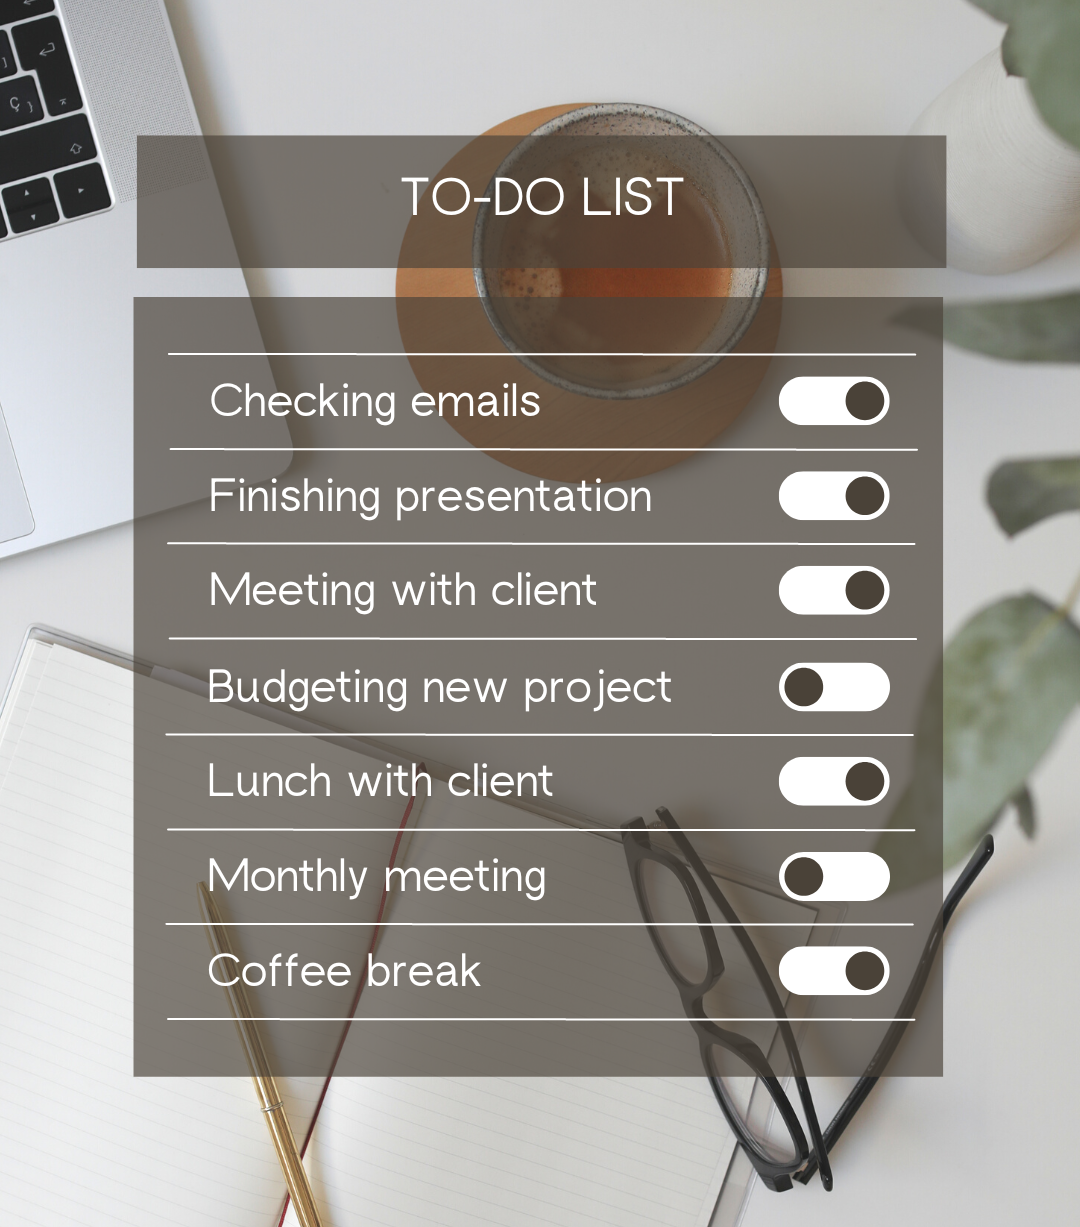 TO-DO LIST
Checking emails
Finishing presentation
Meeting with client
Budgeting new project
Lunch with client
Monthly meeting
Coffee break